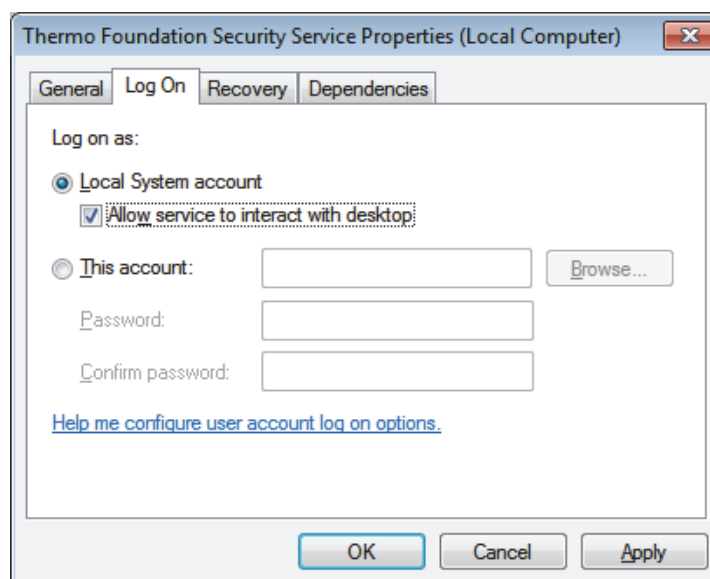 Thermo Foundation Security Service Properties (Local Computer)
General Log On Recovery Dependencies
Log on as:
Local System account
Allow service to interact with desktop
This account: Browse...
Password:
Confirm password:
Help me configure user account log on options.
OK Cancel Apply